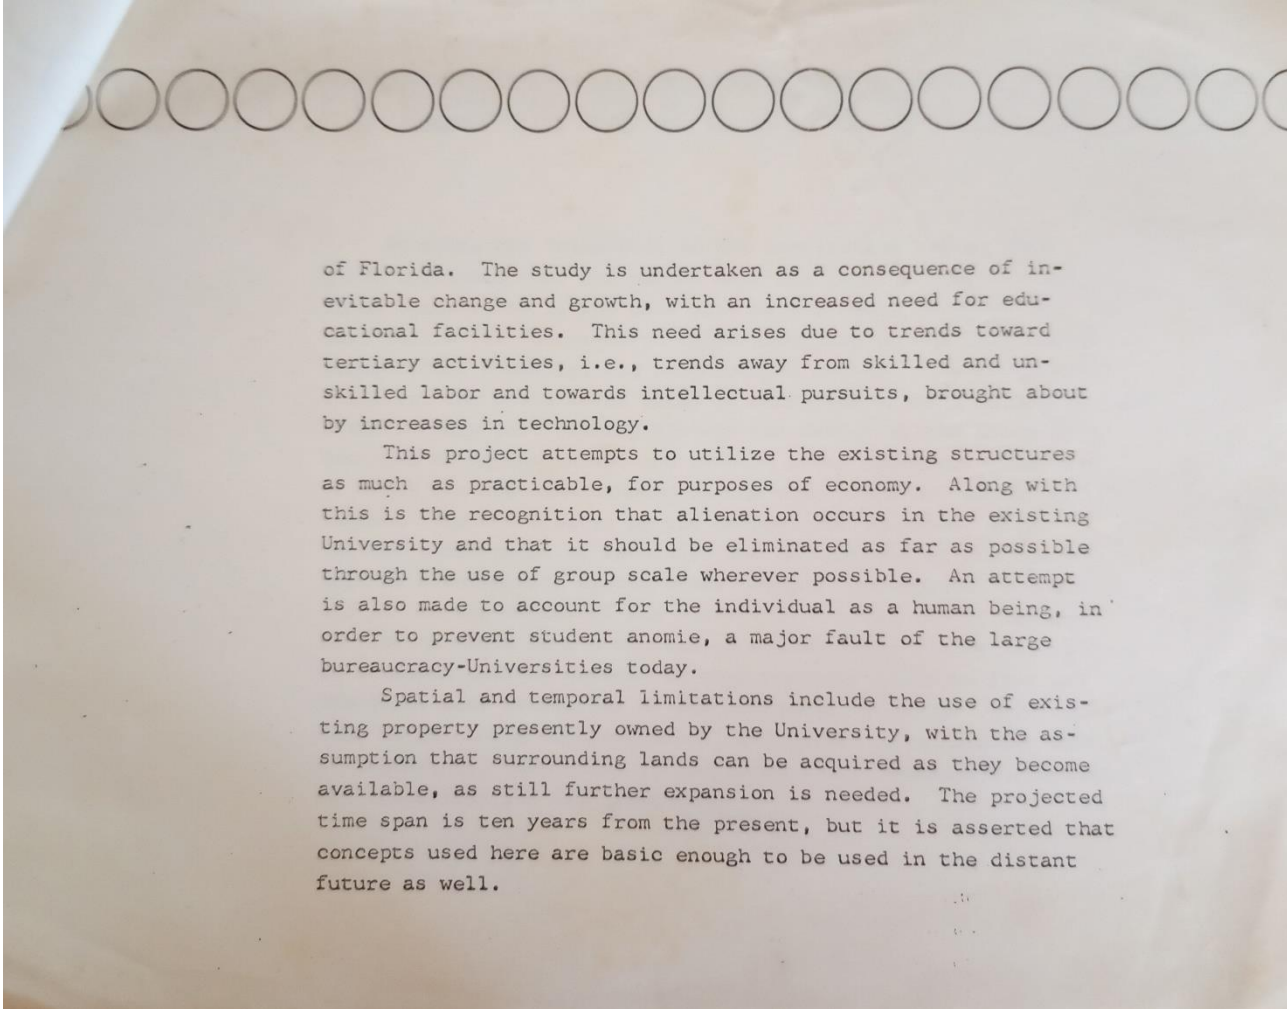 of Florida.  The study is undertaken as a consequence of in-
evitable change and growth, with an increased need for edu-
cational facilities.  This need arises due to trends toward
tertiary activities, i.e., trends away from skilled and un-
skilled labor and towards intellectual pursuits, brought about
by increases in technology.
This project attempts to utilize the existing structures
as much  as practicable, for purposes of economy.  Along with
this is the recognition that alienation occurs in the existing
University and that it should be eliminated as far as possible
through the use of group scale wherever possible.  An attempt
is also made to account for the individual as a human being, in
order to prevent student anomie, a major fault of the large
bureaucracy-Universities today.
Spatial and temporal limitations include the use of exis-
ting property presently owned by the University, with the as-
sumption that surrounding lands can be acquired as they become
available, as still further expansion is needed.  The projected
time span is ten years from the present, but it is asserted that
concepts used here are basic enough to be used in the distant
future as well.